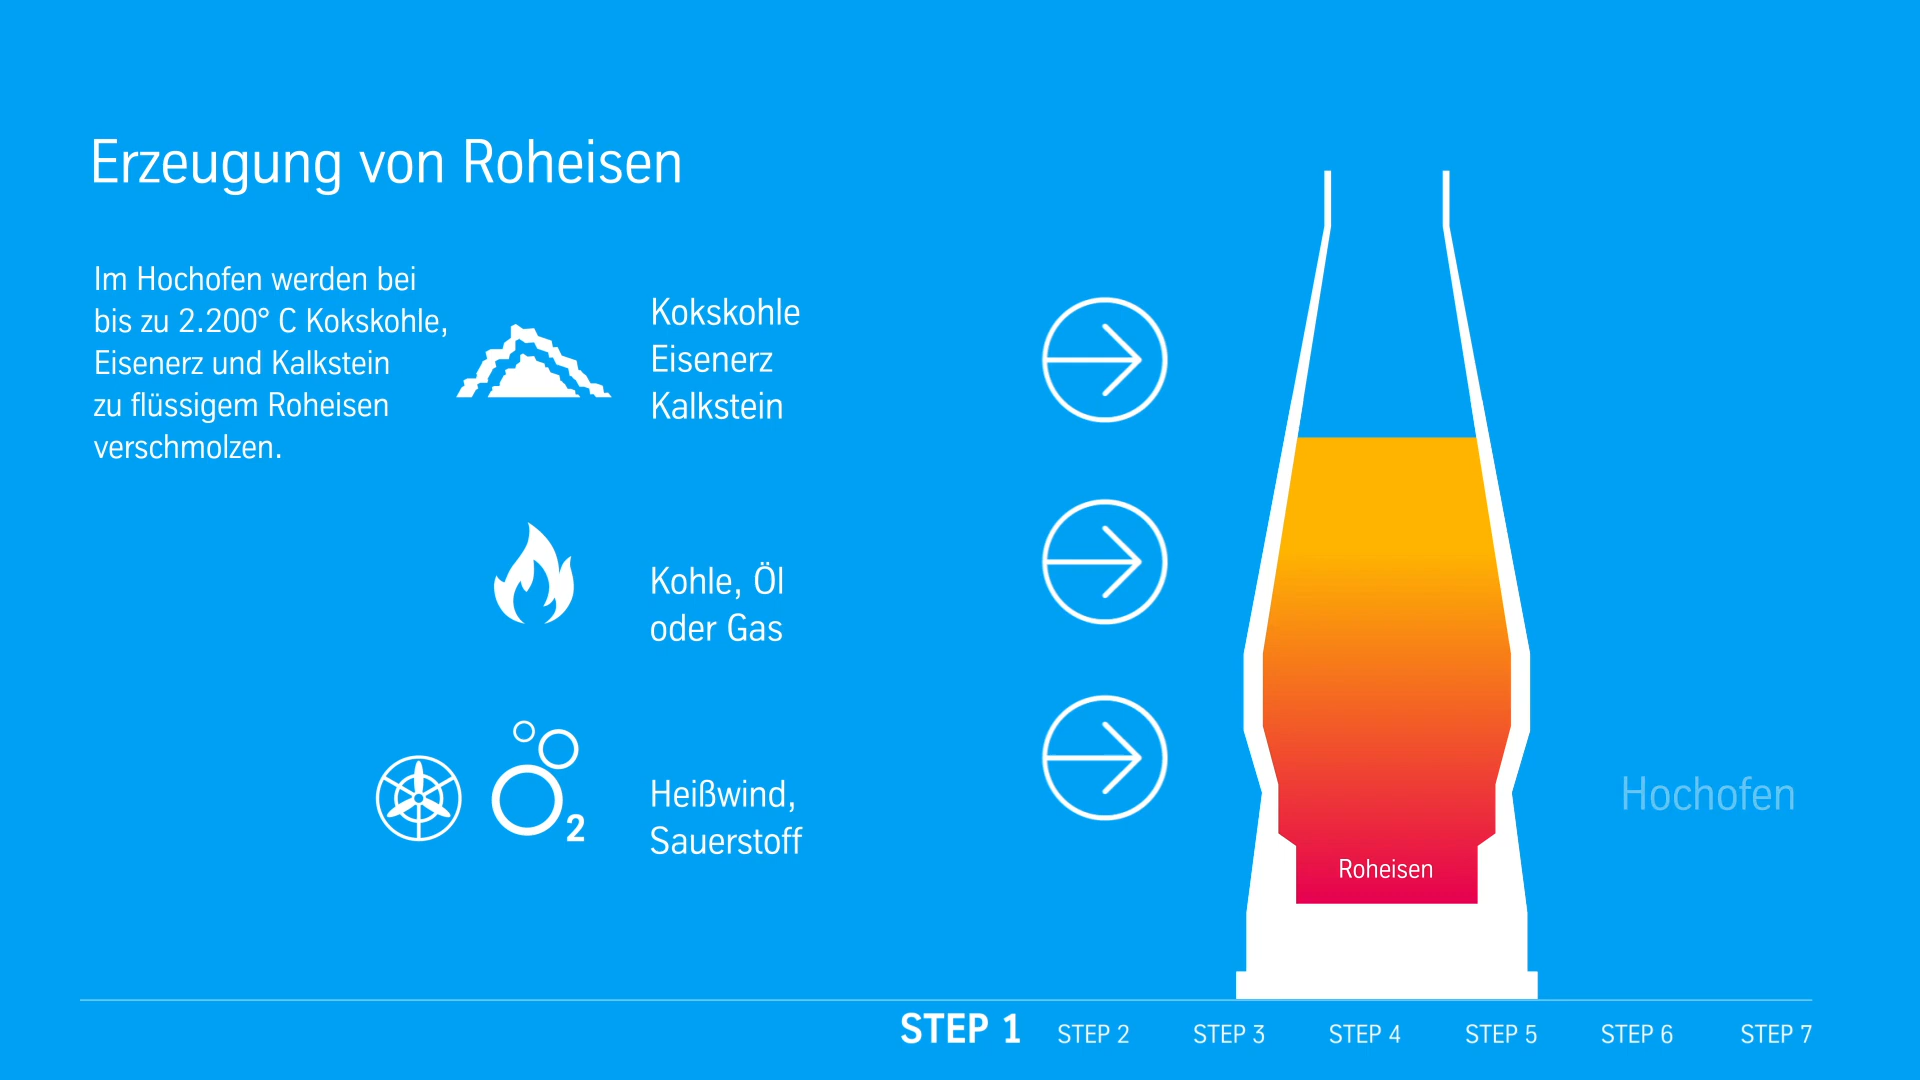 Erzeugung von Roheisen
Im Hochofen werden bei
bis zu 2.200° C Kokskohle,
Eisenerz und Kalkstein
zu flüssigem Roheisen
verschmolzen.
Kokskohle
Eisenerz
Kalkstein
Kohle, Öl
oder Gas
2
Heißwind,
Sauerstoff
Roheisen
Hochofen
STEP 1 STEP 2 STEP 3 STEP 4 STEP 5 STEP 6 STEP 7